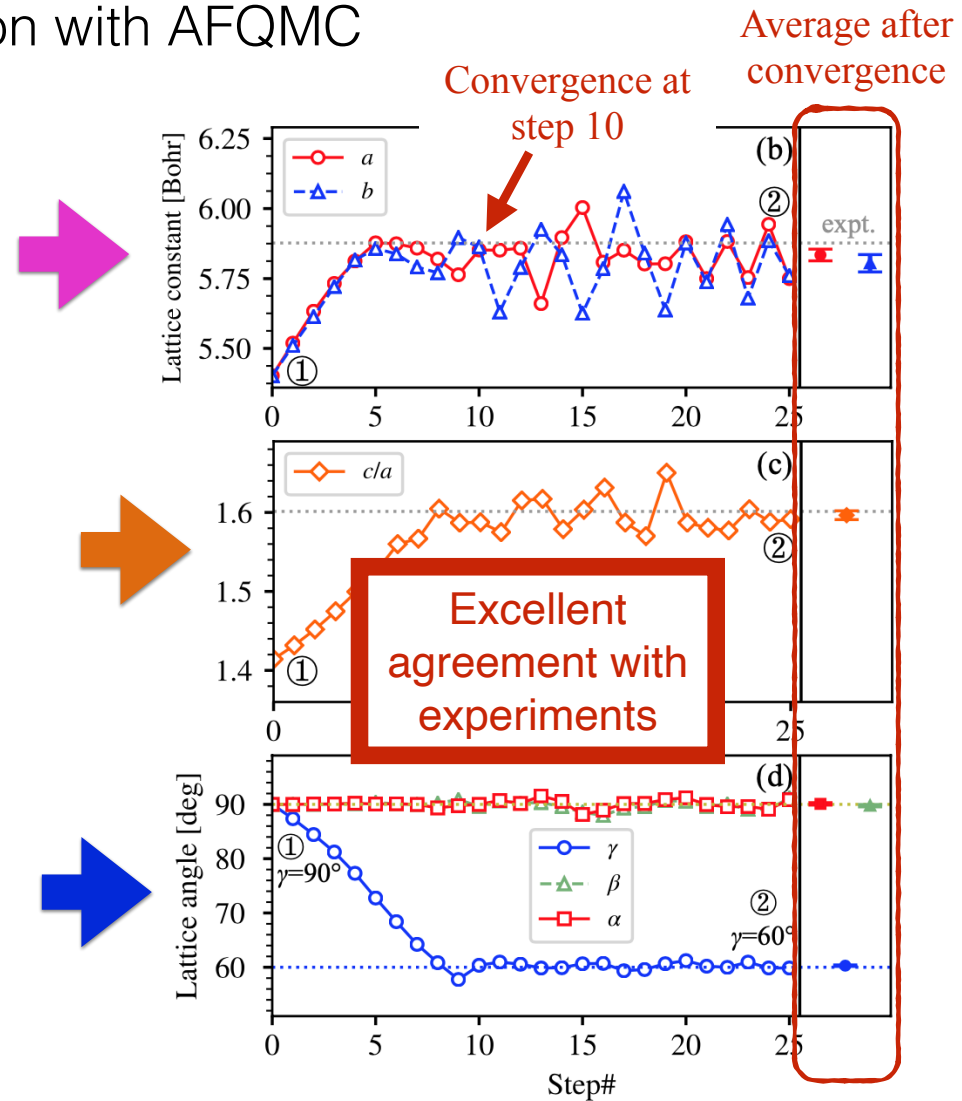 on with AFQMC
Average after
convergence
Convergence at
step 10
Lattice constant [Bohr]
6.25
6.00
5.75
5.50
a
b
(b)
②
expt.
①
0 5 10 15 20 25
c/a
(c)
1.6
1.5
1.4
②
①
Excellent
agreement with
experiments
0 25
Lattice angle [deg]
(d)
90
80
70
60
①
γ=90°
γ
β
α
②
γ=60°
0 5 10 15 20 25
Step#